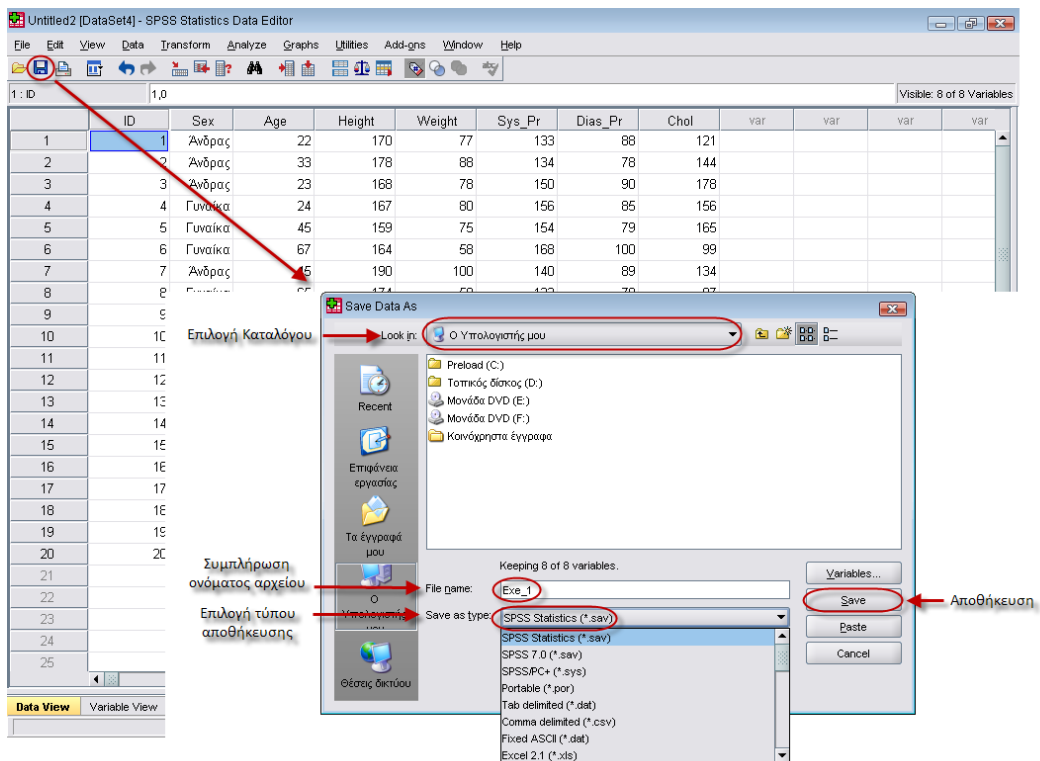 Untitled2 [DataSet4] - SPSS Statistics Data Editor
File Edit View Data Transform Analyze Graphs Utilities Add-ons Window Help
1 : ID 1,0 Visible: 8 of 8 Variables
ID Sex Age Height Weight Sys_Pr Dias_Pr Chol var var var var
1 1 Άνδρας 22 170 77 133 88 121
2 2 Άνδρας 33 178 88 134 78 144
3 3 Άνδρας 23 168 78 150 90 178
4 4 Γυναίκα 24 167 80 156 85 156
5 5 Γυναίκα 45 159 75 154 79 165
6 6 Γυναίκα 67 164 58 168 100 99
7 7 Άνδρας 190 100 140 89 134
8
9
10
11
12
13
14
15
16
17
18
19
20
21
22
23
24
25
Data View Variable View
Save Data As
Επιλογή Καταλόγου
Look in: Ο Υπολογιστής μου
Preload (C:)
Τοπικός δίσκος (D:)
Μονάδα DVD (E:)
Μονάδα DVD (F:)
Κοινόχρηστα έγγραφα
Recent
Επιφάνεια
εργασίας
Τα έγγραφά
μου
Ο
Υπολογιστής
μου
Θέσεις δικτύου
Keeping 8 of 8 variables.
Συμπλήρωση
ονόματος αρχείου
File name: Exe_1
Επιλογή τύπου
αποθήκευσης
Save as type: SPSS Statistics (*.sav)
SPSS Statistics (*.sav)
SPSS 7.0 (*.sav)
SPSS/PC+ (*.sys)
Portable (*.por)
Tab delimited (*.dat)
Comma delimited (*.csv)
Fixed ASCII (*.dat)
Excel 2.1 (*.xls)
Variables...
Save
Paste
Cancel
Αποθήκευση